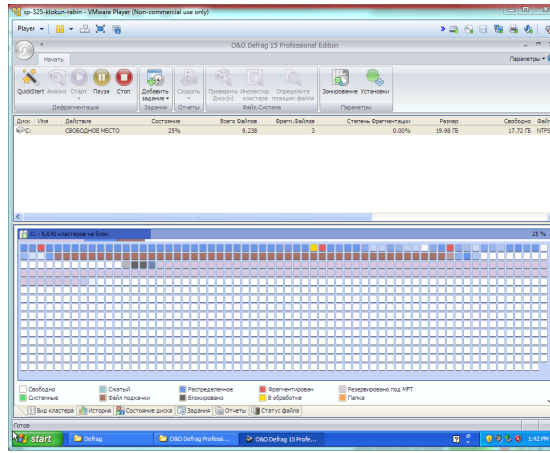 sp-325-klokun-rabin - VMware Player (Non-commercial use only)
Player
O&O Defrag 15 Professional Edition
Начать
Параметры
QuickStart Анализ Старт Пауза Стоп Добавить задание Создать Проверить Диск(и) Инспектор кластера Определите позицию файла Зонирование Установки
Дефрагментация Задания Отчеты Файл.Система Параметры
Диск Имя Действие Состояние Всего Файлов Фрагм.Файлов Степень Фрагментации Размер Свободно Файл
C: СВОБОДНОЕ МЕСТО 25% 9,238 3 0.00% 19.98 ГБ 17.72 ГБ NTFS
C: - 5,648 кластеров на блок 25 %
Свободно Сжатый Распределенное Фрагментирован Резервировано под MFT
Системные Файл подкачки Блокировано В обработке Папка
Вид кластера История Состояние диска Задания Отчеты Статус файла
Готов
start Defrag O&O Defrag Professi... O&O Defrag 15 Profe... 1:42 PM